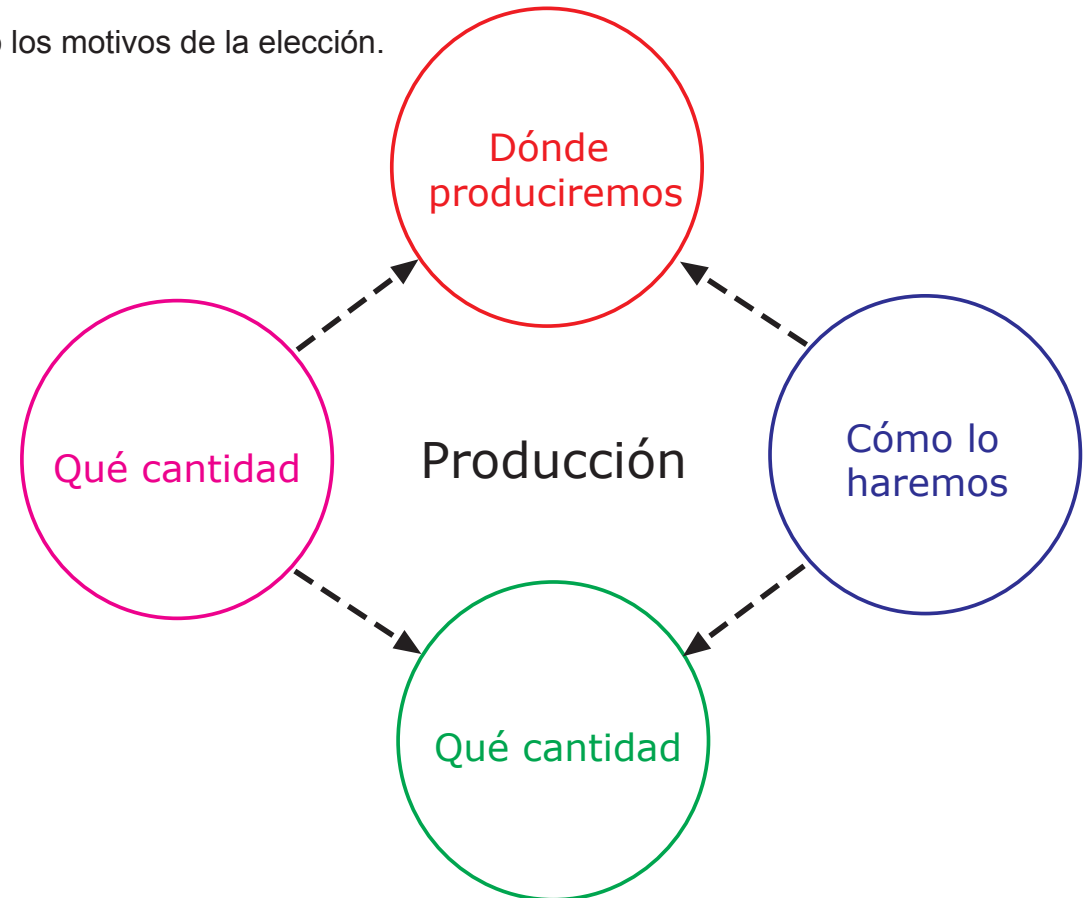 los motivos de la elección.
Dónde
produciremos
Qué cantidad
Producción
Cómo lo
haremos
Qué cantidad